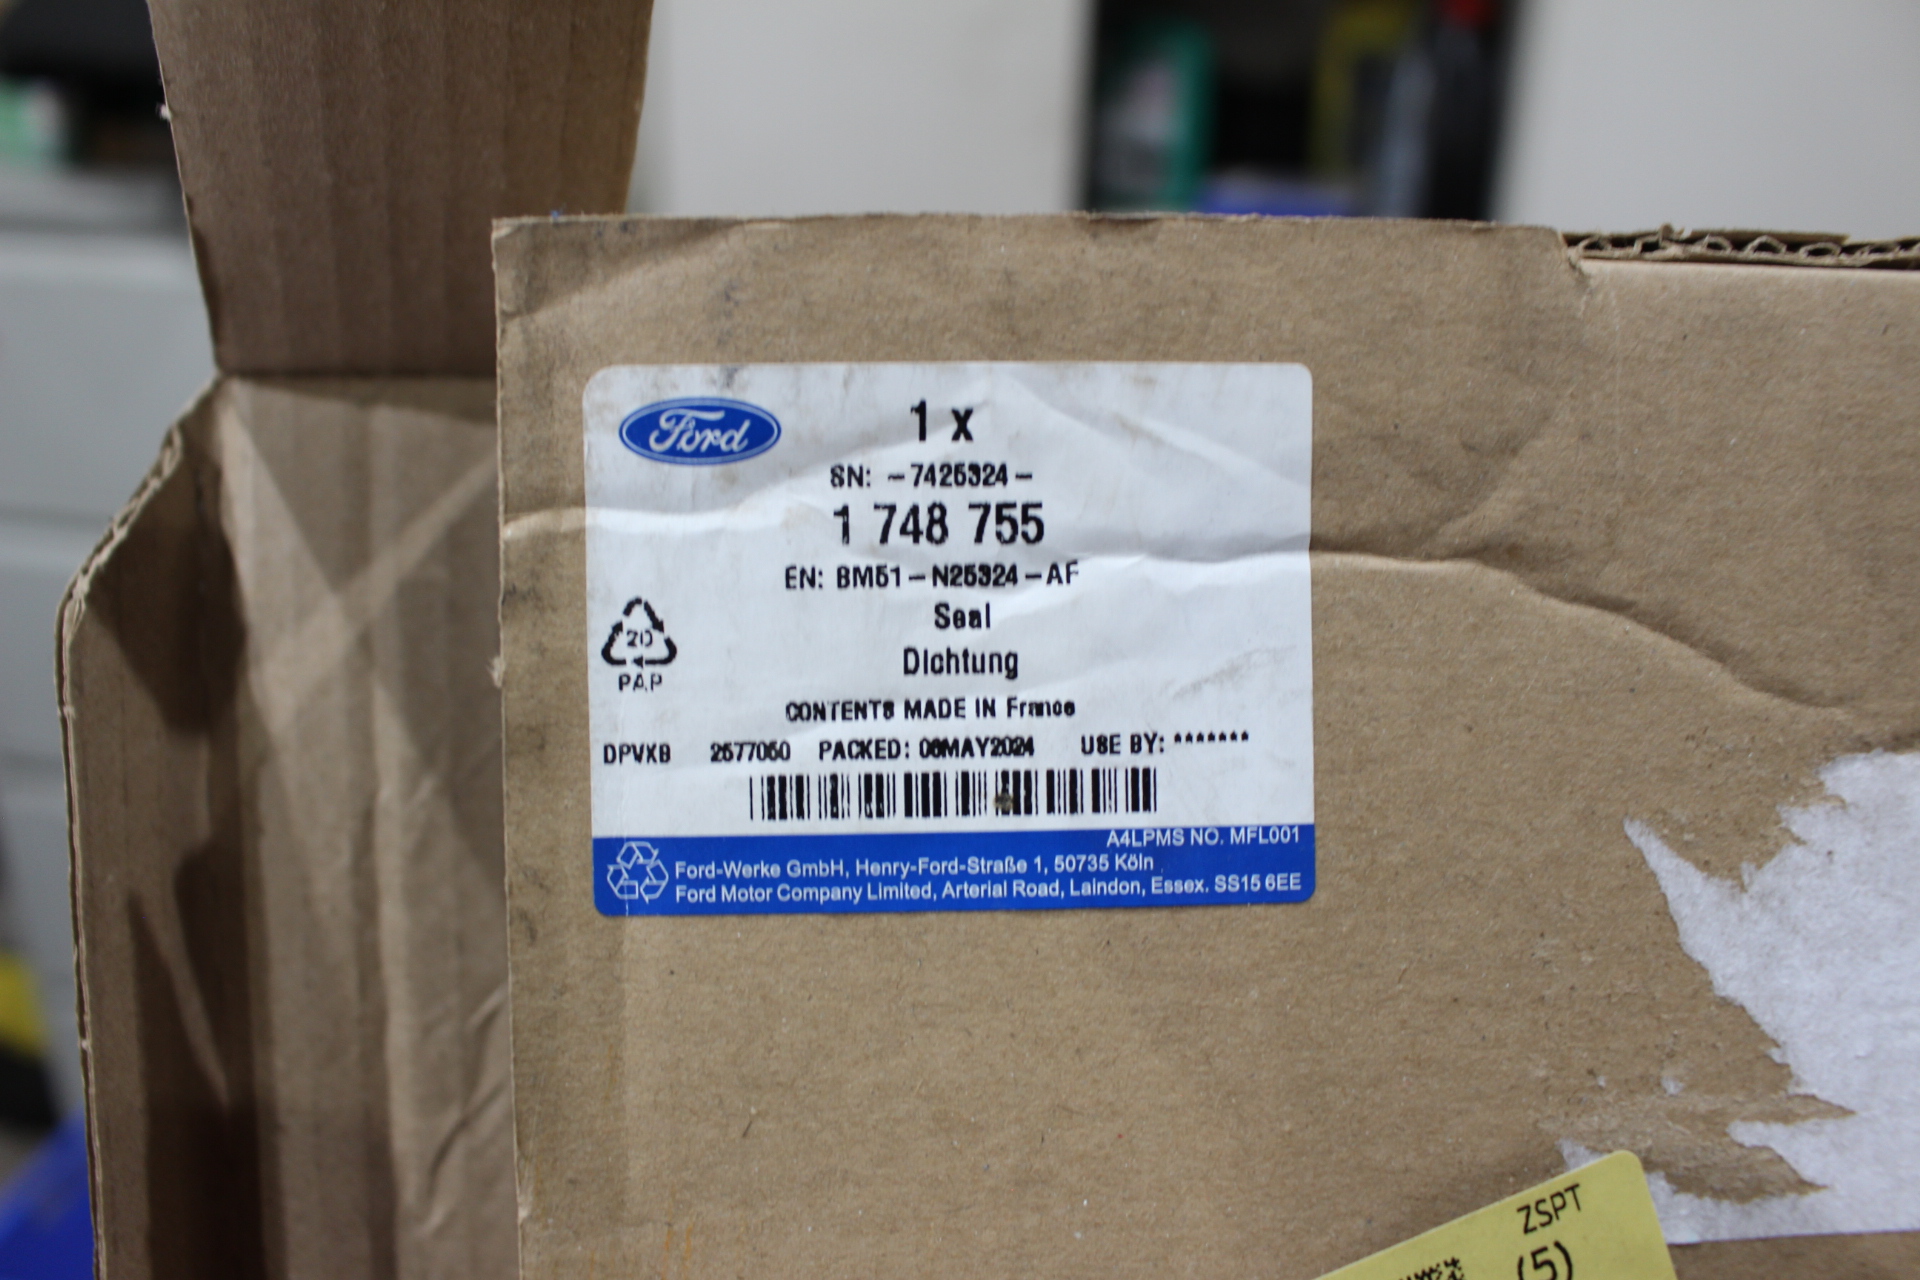 Ford
1 x
SN: -7425324-
1 748 755
EN: BM51-N25324-AF
Seal
Dichtung
20
PAP
CONTENTS MADE IN France
DPVXB 2577050 PACKED: 06MAY2024 USE BY: *******
A4LPMS NO. MFL001
Ford-Werke GmbH, Henry-Ford-Straße 1, 50735 Köln
Ford Motor Company Limited, Arterial Road, Laindon, Essex. SS15 6EE
ZSPT
(5)